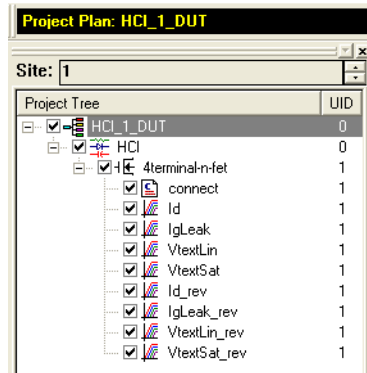 Project Plan: HCI_1_DUT
Site: 1
Project Tree UID
HCI_1_DUT 0
HCI 0
4terminal-n-fet 1
connect 1
Id 1
IgLeak 1
VtextLin 1
VtextSat 1
Id_rev 1
IgLeak_rev 1
VtextLin_rev 1
VtextSat_rev 1